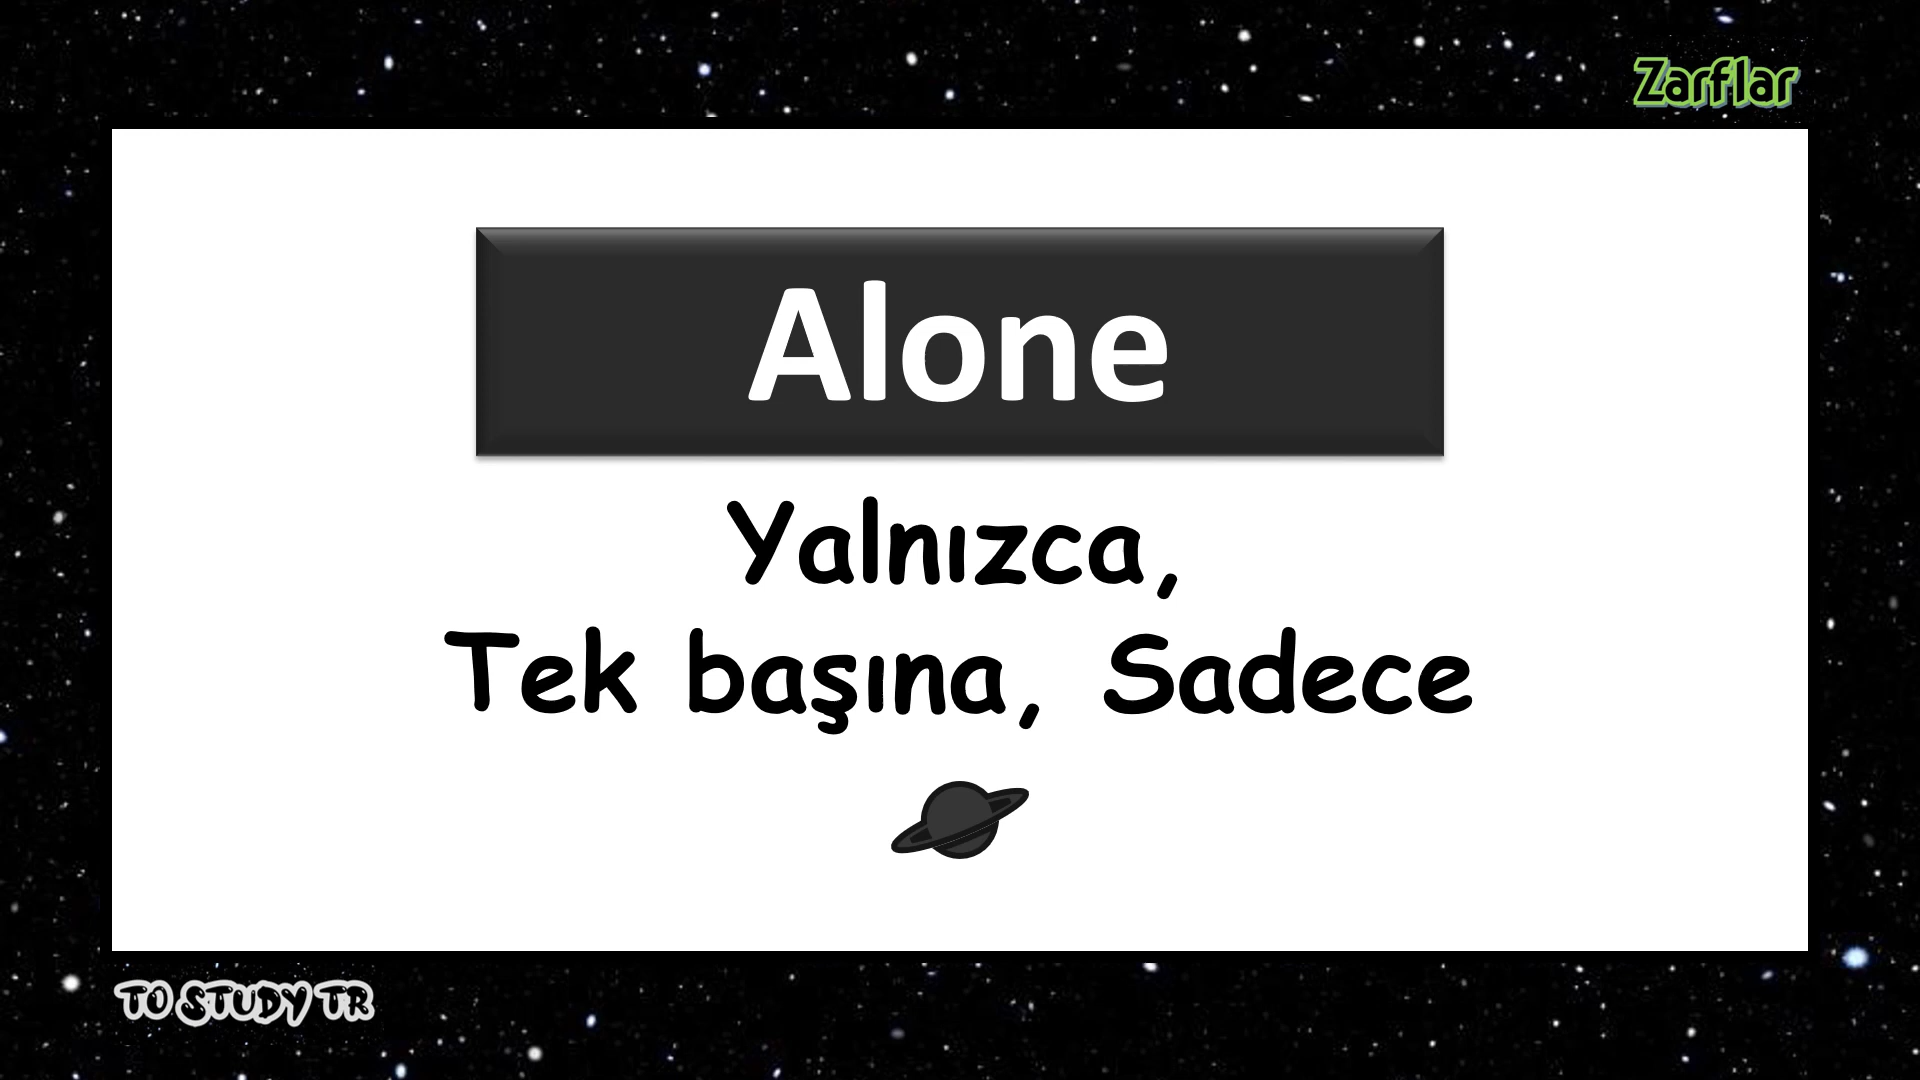 Zarflar
Alone
Yalnızca,
Tek başına, Sadece
TO STUDY TR